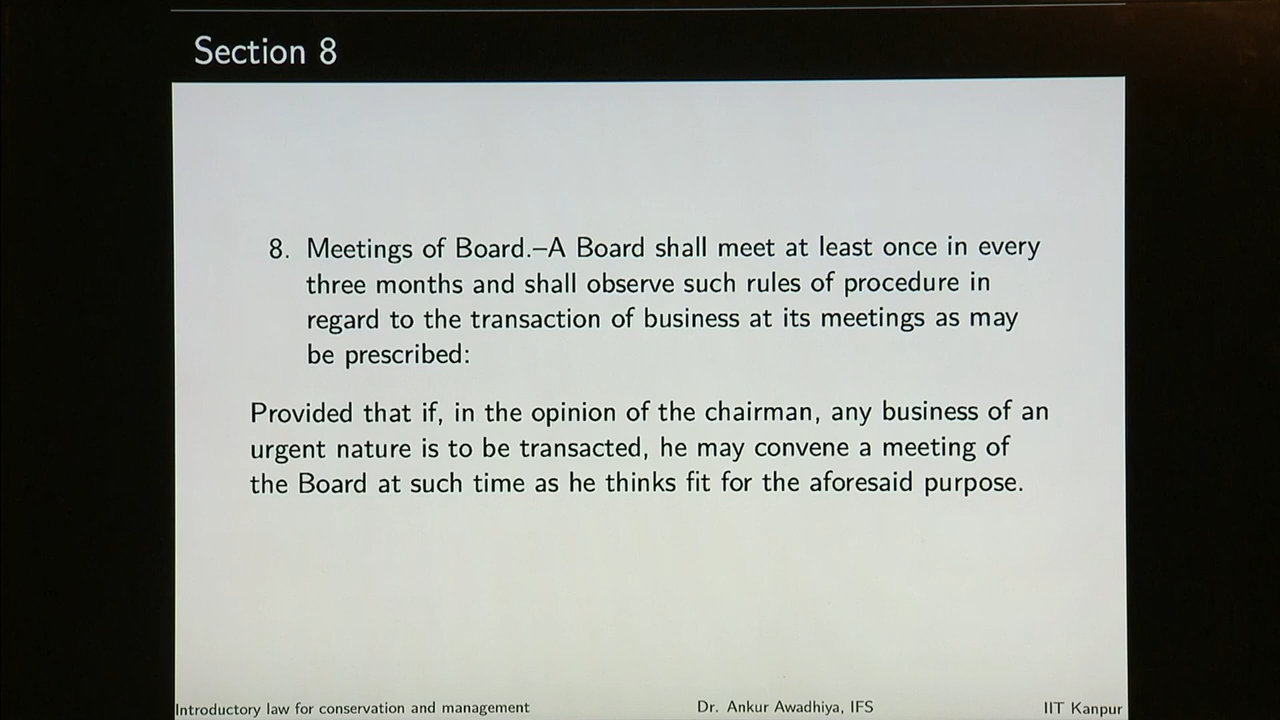 Section 8
8. Meetings of Board.–A Board shall meet at least once in every
three months and shall observe such rules of procedure in
regard to the transaction of business at its meetings as may
be prescribed:
Provided that if, in the opinion of the chairman, any business of an
urgent nature is to be transacted, he may convene a meeting of
the Board at such time as he thinks fit for the aforesaid purpose.
Introductory law for conservation and management Dr. Ankur Awadhiya, IFS IIT Kanpur